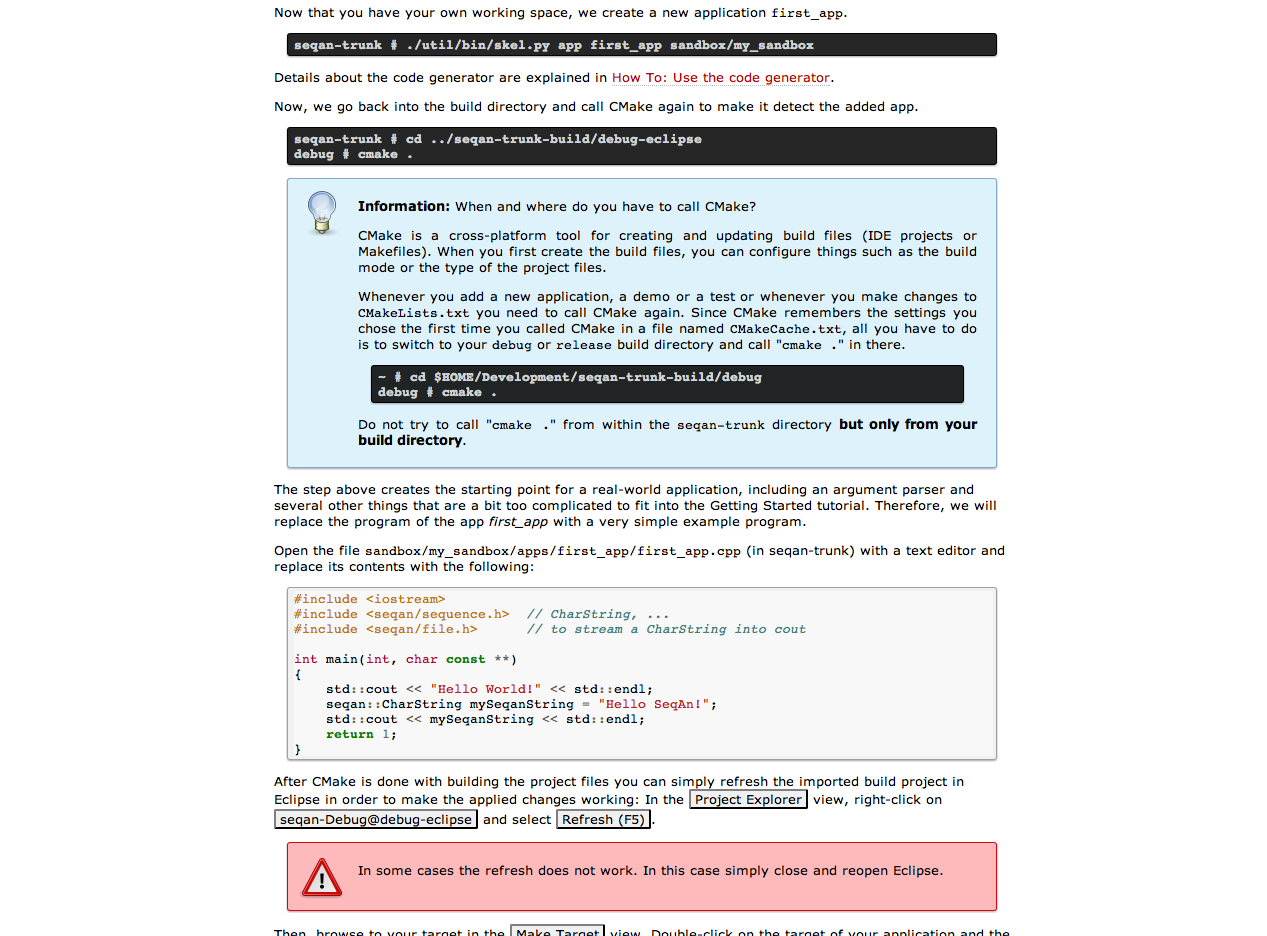 Now that you have your own working space, we create a new application first_app.
seqan-trunk # ./util/bin/skel.py app first_app sandbox/my_sandbox
Details about the code generator are explained in How To: Use the code generator.
Now, we go back into the build directory and call CMake again to make it detect the added app.
seqan-trunk # cd ../seqan-trunk-build/debug-eclipse
debug # cmake .
Information: When and where do you have to call CMake?
CMake is a cross-platform tool for creating and updating build files (IDE projects or
Makefiles). When you first create the build files, you can configure things such as the build
mode or the type of the project files.
Whenever you add a new application, a demo or a test or whenever you make changes to
CMakeLists.txt you need to call CMake again. Since CMake remembers the settings you
chose the first time you called CMake in a file named CMakeCache.txt, all you have to do
is to switch to your debug or release build directory and call "cmake ." in there.
~ # cd $HOME/Development/seqan-trunk-build/debug
debug # cmake .
Do not try to call "cmake ." from within the seqan-trunk directory but only from your
build directory.
The step above creates the starting point for a real-world application, including an argument parser and
several other things that are a bit too complicated to fit into the Getting Started tutorial. Therefore, we will
replace the program of the app first_app with a very simple example program.
Open the file sandbox/my_sandbox/apps/first_app/first_app.cpp (in seqan-trunk) with a text editor and
replace its contents with the following:
#include <iostream>
#include <seqan/sequence.h>  // CharString, ...
#include <seqan/file.h>      // to stream a CharString into cout
int main(int, char const **)
{
    std::cout << "Hello World!" << std::endl;
    seqan::CharString mySeqanString = "Hello SeqAn!";
    std::cout << mySeqanString << std::endl;
    return 1;
}
After CMake is done with building the project files you can simply refresh the imported build project in
Eclipse in order to make the applied changes working: In the Project Explorer view, right-click on
seqan-Debug@debug-eclipse and select Refresh (F5).
In some cases the refresh does not work. In this case simply close and reopen Eclipse.
Then, browse to your target in the Make Target view. Double-click on the target of your application and the